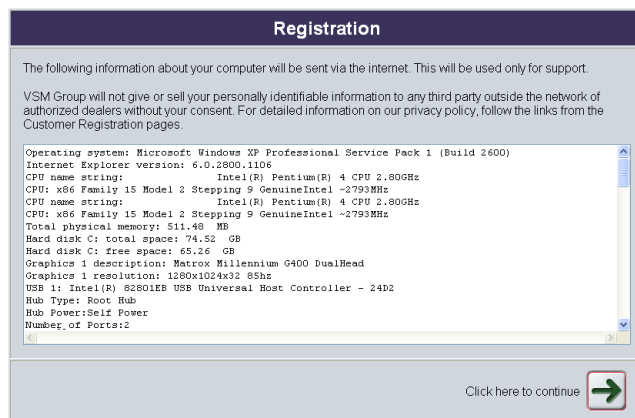 Registration
The following information about your computer will be sent via the internet. This will be used only for support.
VSM Group will not give or sell your personally identifiable information to any third party outside the network of
authorized dealers without your consent. For detailed information on our privacy policy, follow the links from the
Customer Registration pages.
Operating system: Microsoft Windows XP Professional Service Pack 1 (Build 2600)
Internet Explorer version: 6.0.2800.1106
CPU name string: Intel(R) Pentium(R) 4 CPU 2.80GHz
CPU: x86 Family 15 Model 2 Stepping 9 GenuineIntel ~2793MHz
CPU name string: Intel(R) Pentium(R) 4 CPU 2.80GHz
CPU: x86 Family 15 Model 2 Stepping 9 GenuineIntel ~2793MHz
Total physical memory: 511.48 MB
Hard disk C: total space: 74.52 GB
Hard disk C: free space: 65.26 GB
Graphics 1 description: Matrox Millennium G400 DualHead
Graphics 1 resolution: 1280x1024x32 85hz
USB 1: Intel(R) 82801EB USB Universal Host Controller - 24D2
Hub Type: Root Hub
Hub Power:Self Power
Number of Ports:2
Click here to continue